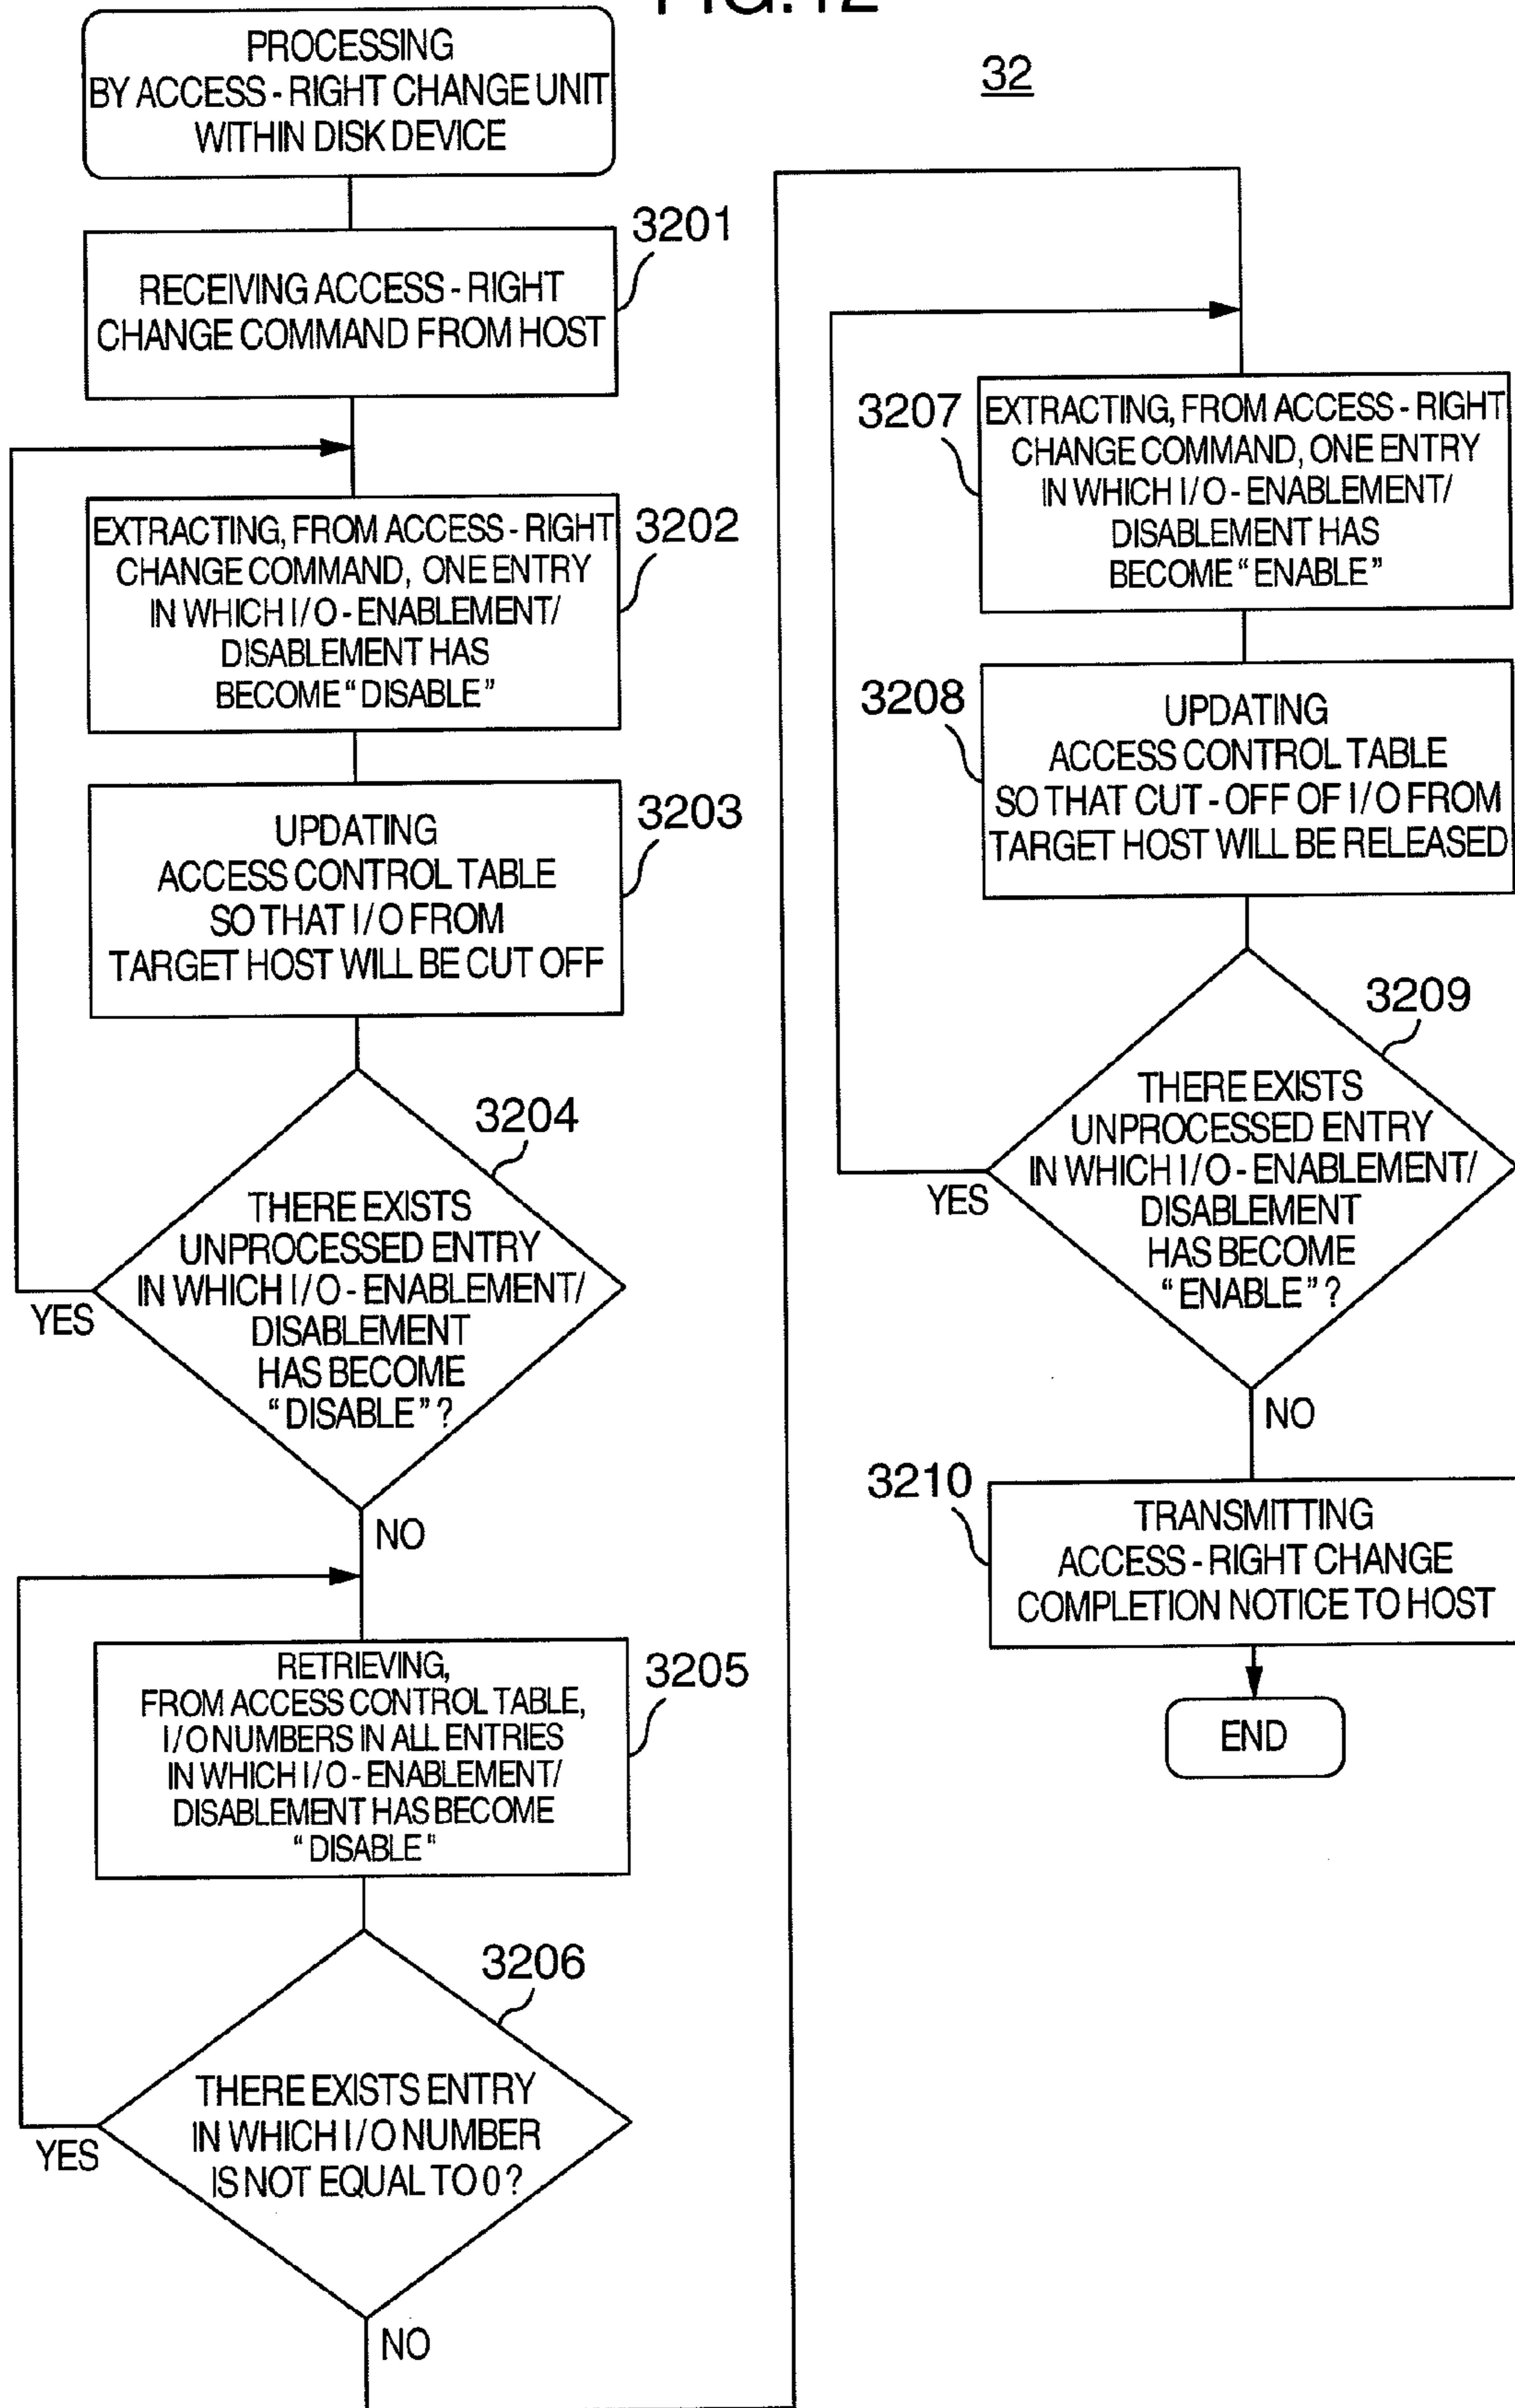 FIG.12
32
PROCESSING
BY ACCESS-RIGHT CHANGE UNIT
WITHIN DISK DEVICE
3201
RECEIVING ACCESS-RIGHT
CHANGE COMMAND FROM HOST
3202
EXTRACTING, FROM ACCESS-RIGHT
CHANGE COMMAND, ONE ENTRY
IN WHICH I/O-ENABLEMENT/
DISABLEMENT HAS
BECOME "DISABLE"
3203
UPDATING
ACCESS CONTROL TABLE
SO THAT I/O FROM
TARGET HOST WILL BE CUT OFF
3204
THERE EXISTS
UNPROCESSED ENTRY
IN WHICH I/O-ENABLEMENT/
DISABLEMENT
HAS BECOME
"DISABLE"?
YES
NO
3205
RETRIEVING,
FROM ACCESS CONTROL TABLE,
I/O NUMBERS IN ALL ENTRIES
IN WHICH I/O-ENABLEMENT/
DISABLEMENT HAS BECOME
"DISABLE"
3206
THERE EXISTS ENTRY
IN WHICH I/O NUMBER
IS NOT EQUAL TO 0?
YES
NO
3207
EXTRACTING, FROM ACCESS-RIGHT
CHANGE COMMAND, ONE ENTRY
IN WHICH I/O-ENABLEMENT/
DISABLEMENT HAS
BECOME "ENABLE"
3208
UPDATING
ACCESS CONTROL TABLE
SO THAT CUT-OFF OF I/O FROM
TARGET HOST WILL BE RELEASED
3209
THERE EXISTS
UNPROCESSED ENTRY
IN WHICH I/O-ENABLEMENT/
DISABLEMENT
HAS BECOME
"ENABLE"?
YES
NO
3210
TRANSMITTING
ACCESS-RIGHT CHANGE
COMPLETION NOTICE TO HOST
END